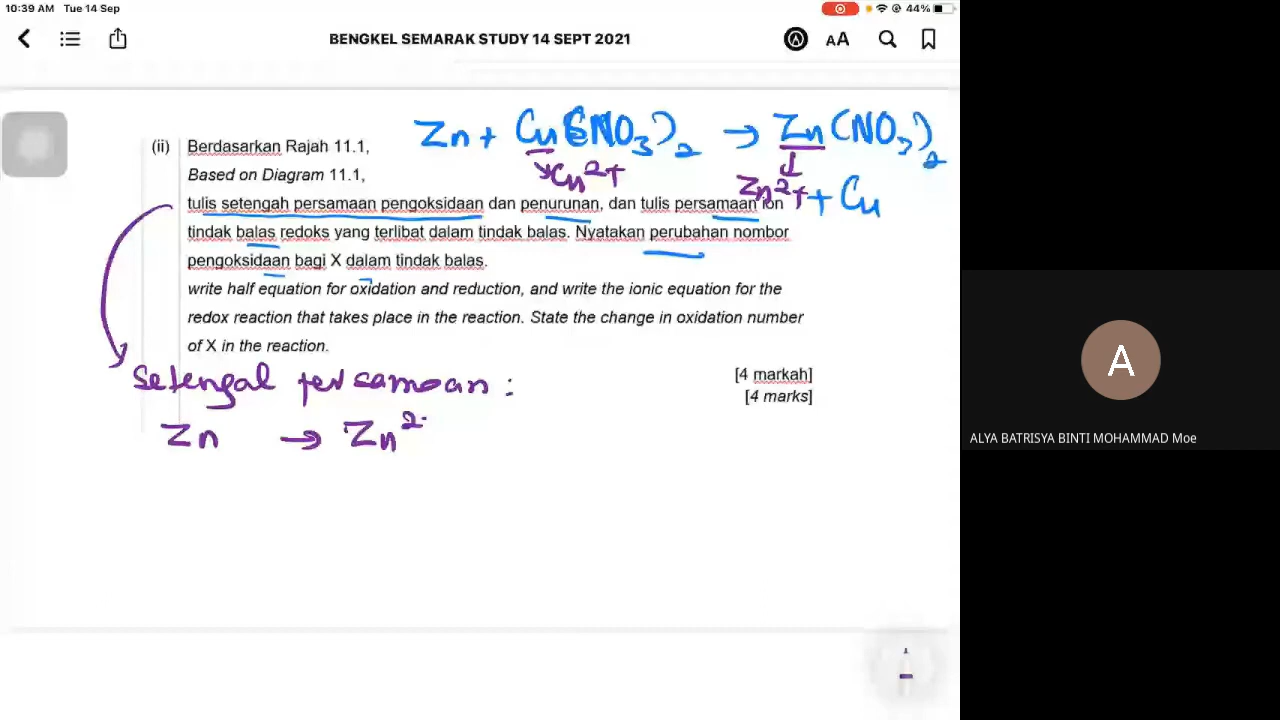 10:39 AM Tue 14 Sep
44%
BENGKEL SEMARAK STUDY 14 SEPT 2021
AA
Zn + Cu(NO₃)₂ → Zn(NO₃)₂
Cu²⁺
Zn²⁺ + Cu
(ii) Berdasarkan Rajah 11.1,
Based on Diagram 11.1,
tulis setengah persamaan pengoksidaan dan penurunan, dan tulis persamaan ion
tindak balas redoks yang terlibat dalam tindak balas. Nyatakan perubahan nombor
pengoksidaan bagi X dalam tindak balas.
write half equation for oxidation and reduction, and write the ionic equation for the
redox reaction that takes place in the reaction. State the change in oxidation number
of X in the reaction.
[4 markah]
[4 marks]
Setengah persamaan :
Zn → Zn²
A
ALYA BATRISYA BINTI MOHAMMAD Moe